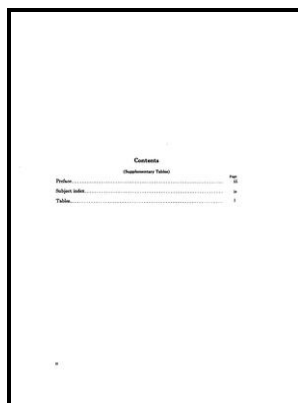 Contents
(Supplementary Tables)
Page
Preface
Subject index
Tables